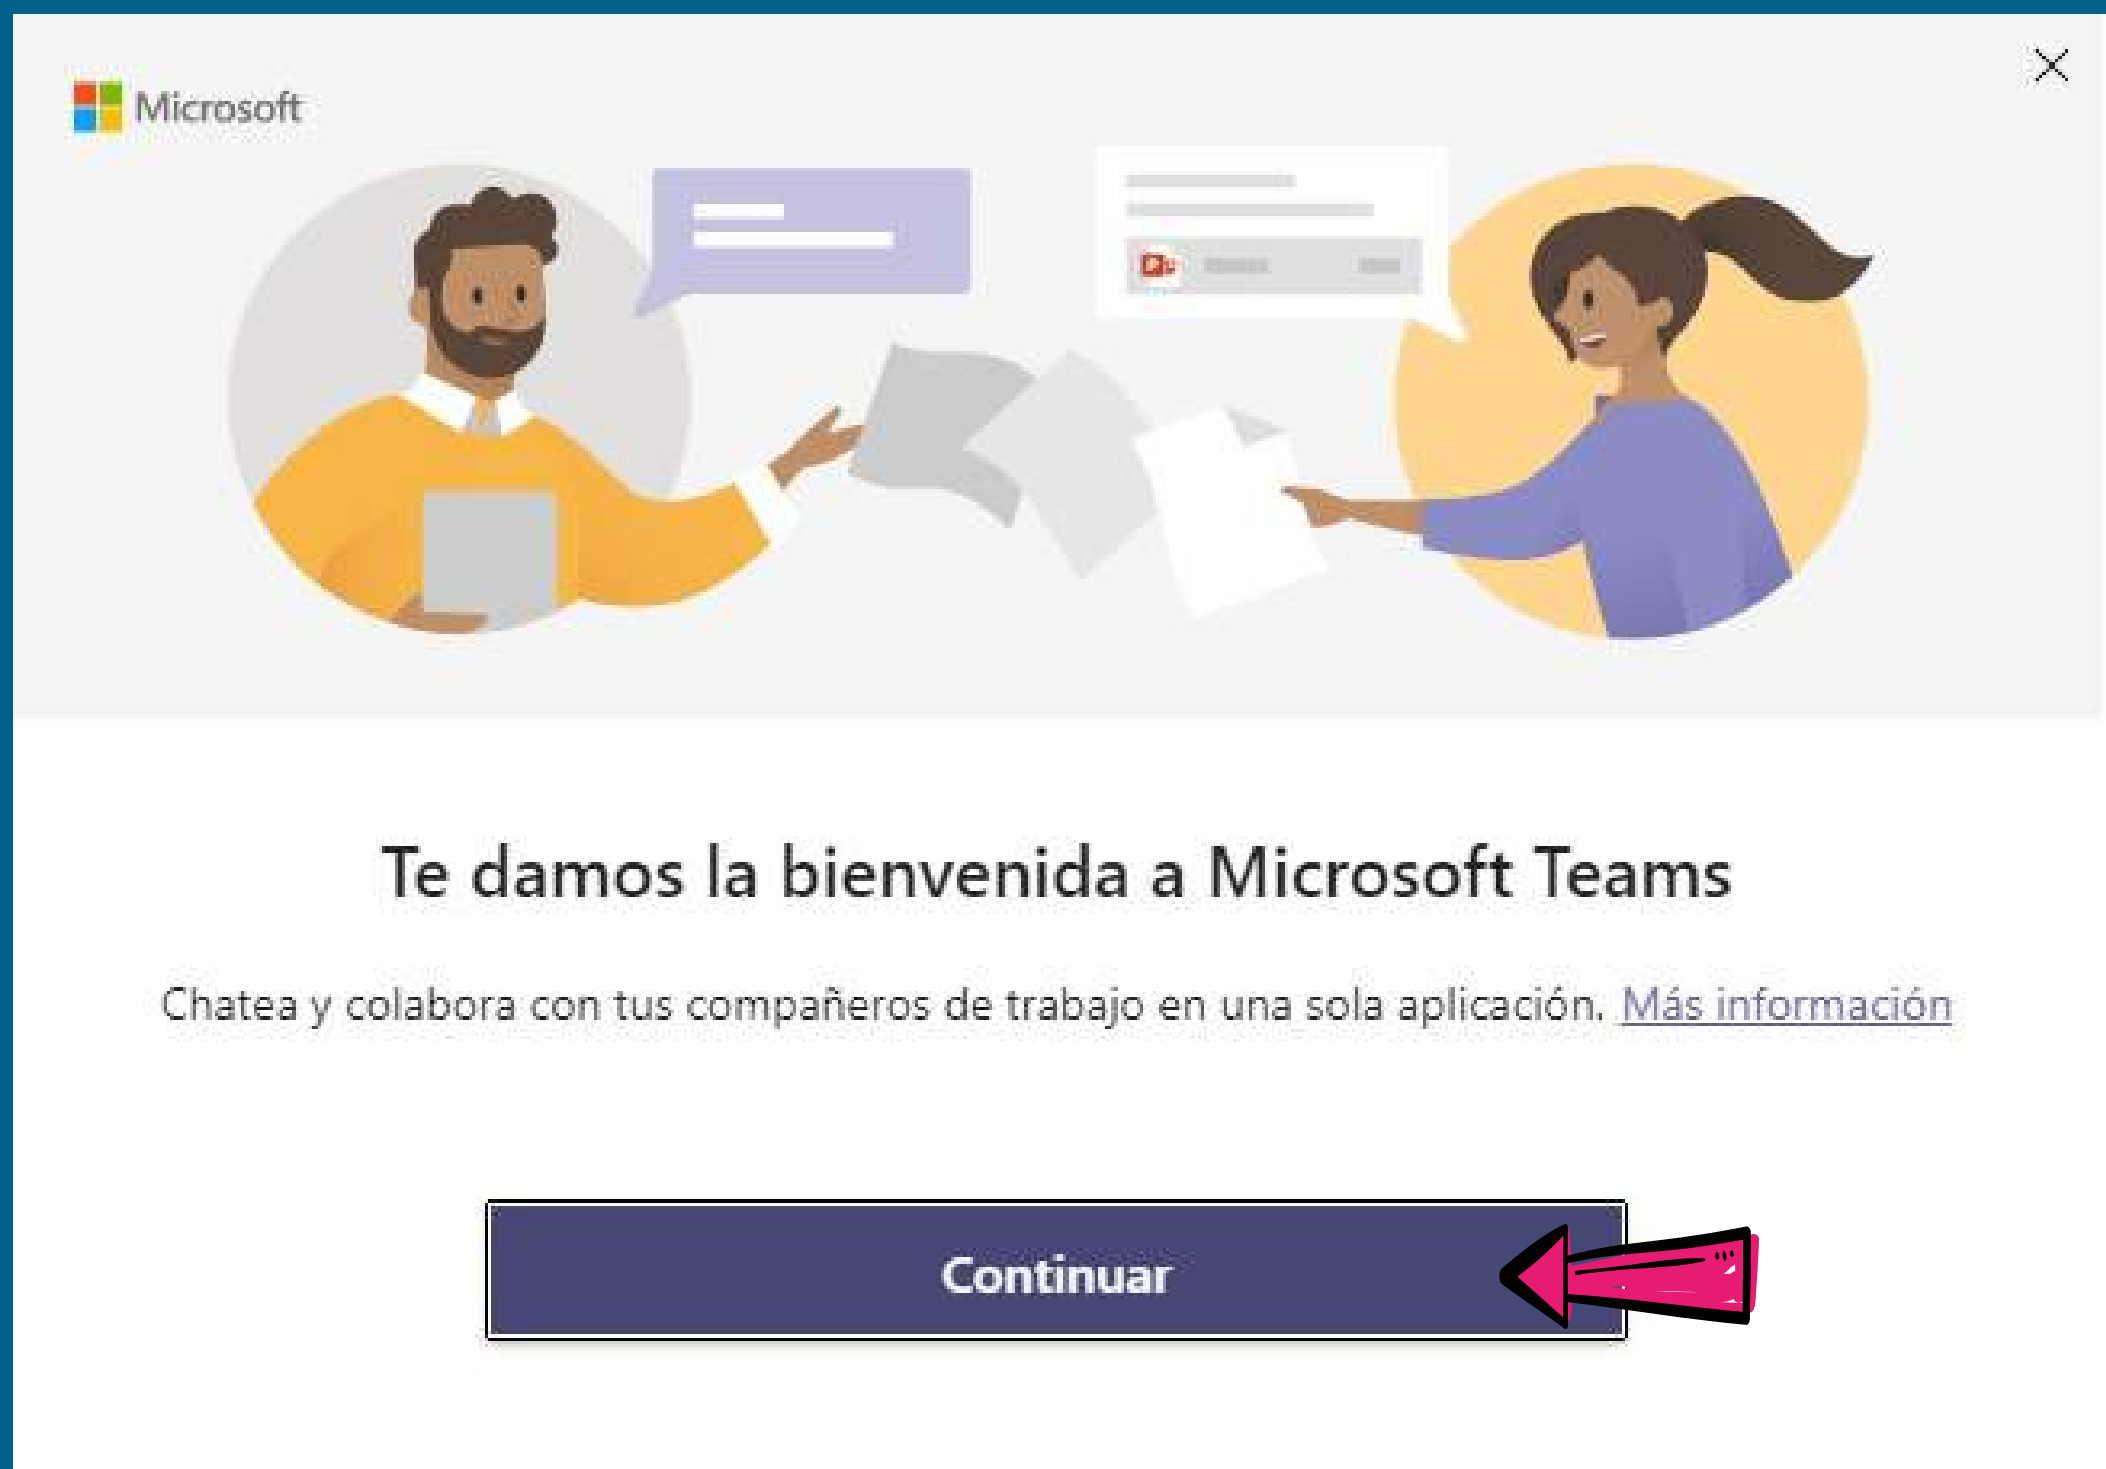 Microsoft
Te damos la bienvenida a Microsoft Teams
Chatea y colabora con tus compañeros de trabajo en una sola aplicación. Más información
Continuar